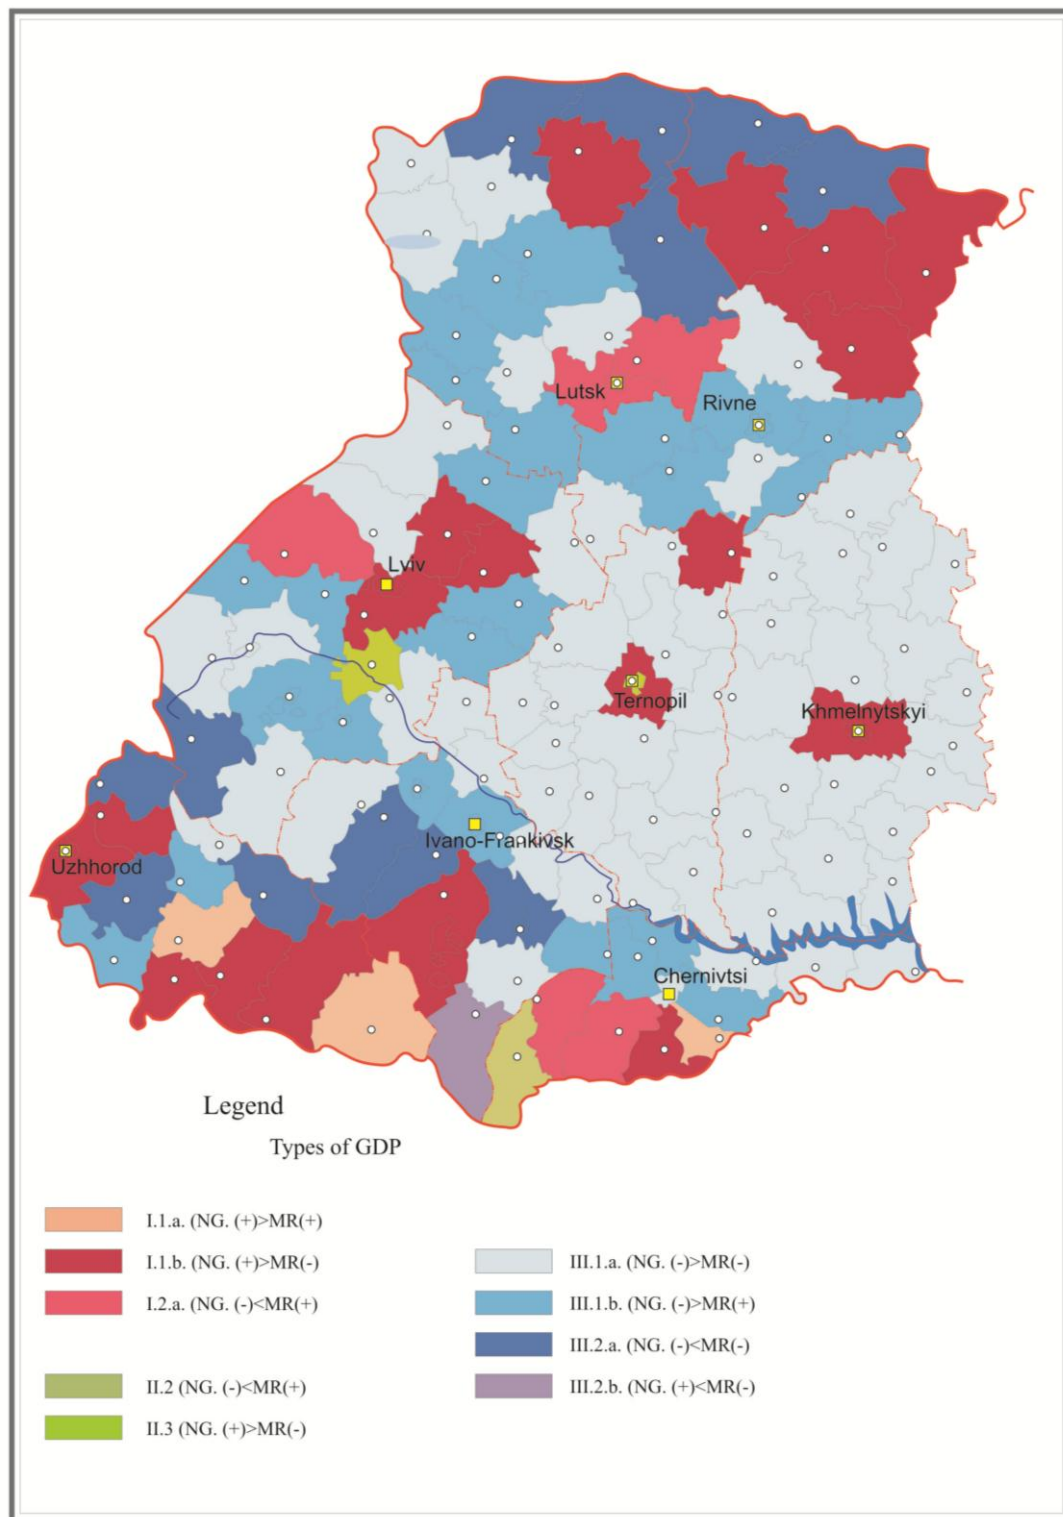 Lutsk
Rivne
Lviv
Ternopil
Khmelnytskyi
Ivano-Frankivsk
Uzhhorod
Chernivtsi
Legend
Types of GDP
I.1.a. (NG. (+)>MR(+)
I.1.b. (NG. (+)>MR(-)
I.2.a. (NG. (-)<MR(+)
II.2 (NG. (-)<MR(+)
II.3 (NG. (+)>MR(-)
III.1.a. (NG. (-)>MR(-)
III.1.b. (NG. (-)>MR(+)
III.2.a. (NG. (-)<MR(-)
III.2.b. (NG. (+)<MR(-)